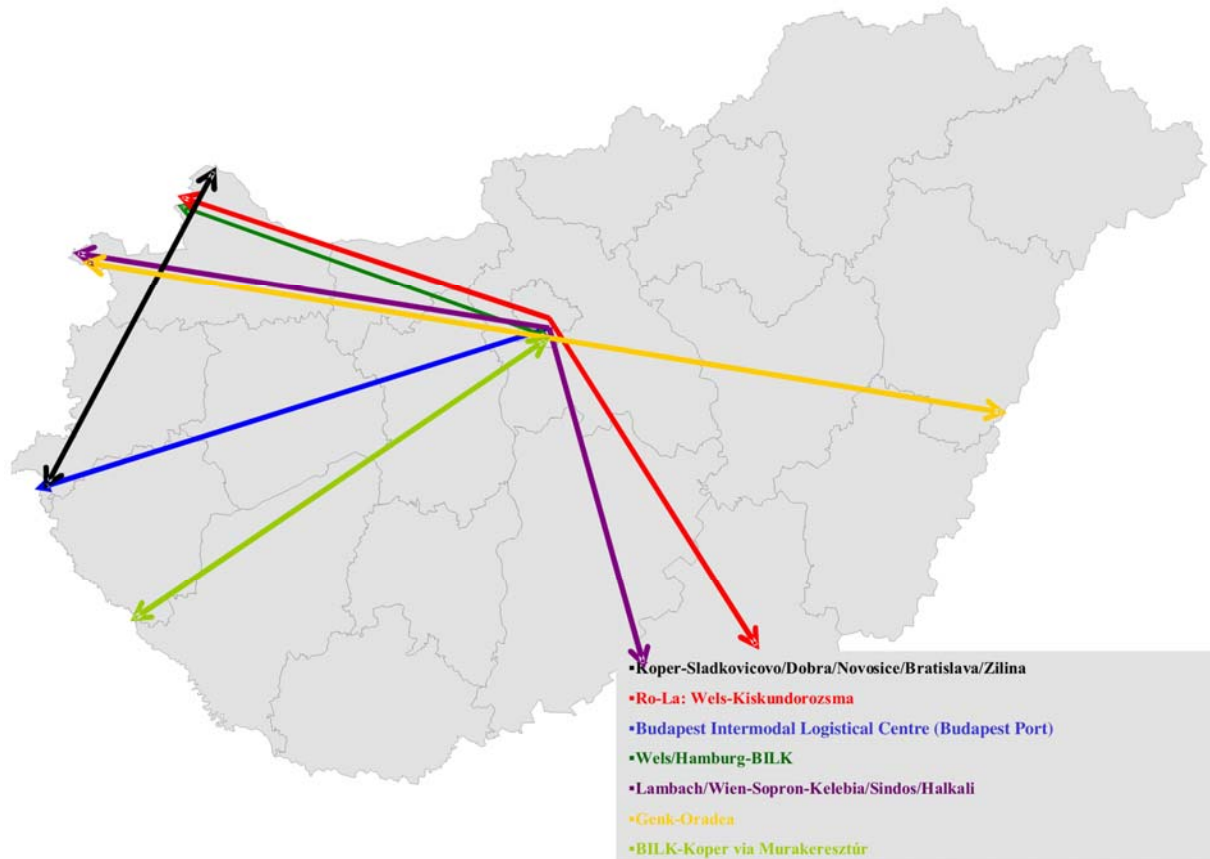 ▪Koper-Sladkovicovo/Dobra/Novosice/Bratislava/Zilina
▪Ro-La: Wels-Kiskundorozsma
▪Budapest Intermodal Logistical Centre (Budapest Port)
▪Wels/Hamburg-BILK
▪Lambach/Wien-Sopron-Kelebia/Sindos/Halkali
▪Genk-Oradea
▪BILK-Koper via Murakeresztúr